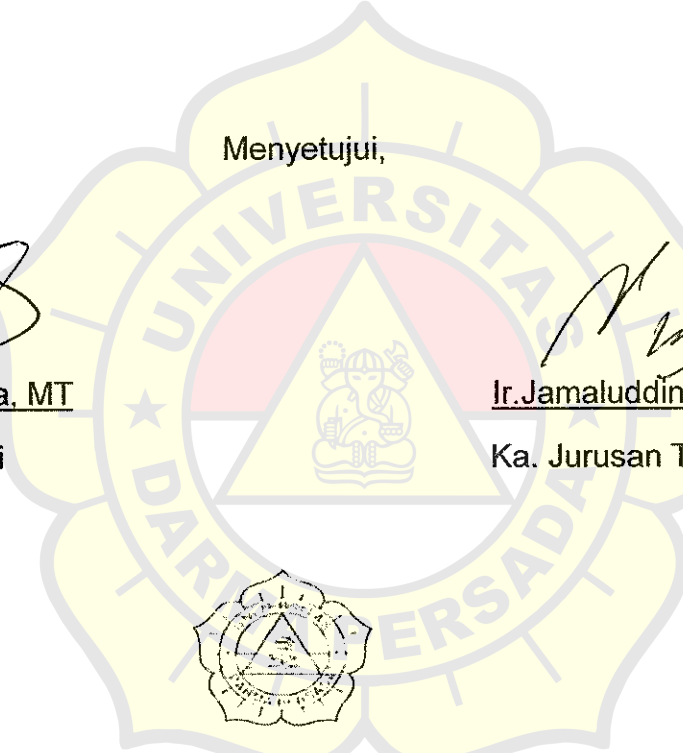 Menyetujui,
UNIVERSITAS
a, MT
Ir.Jamaluddin
i
Ka. Jurusan T
DARMA PERSADA